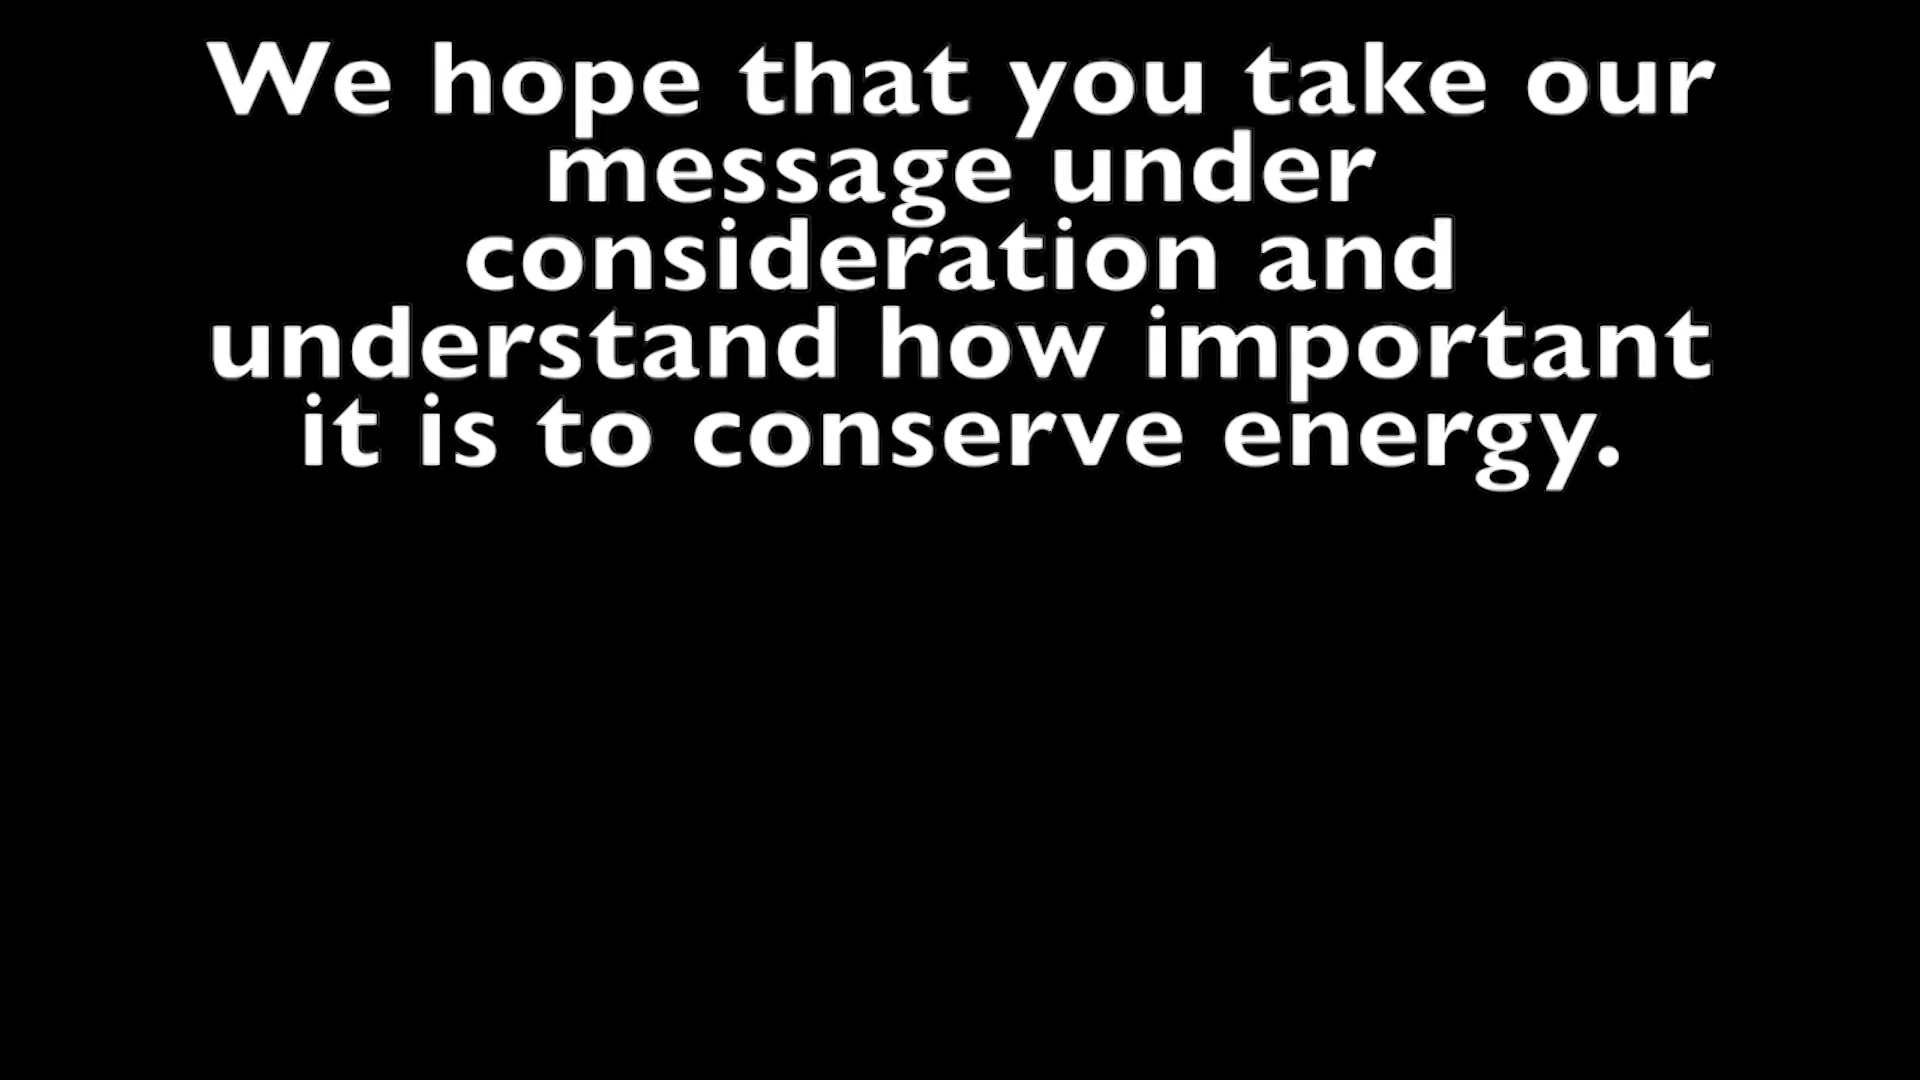 We hope that you take our
message under
consideration and
understand how important
it is to conserve energy.